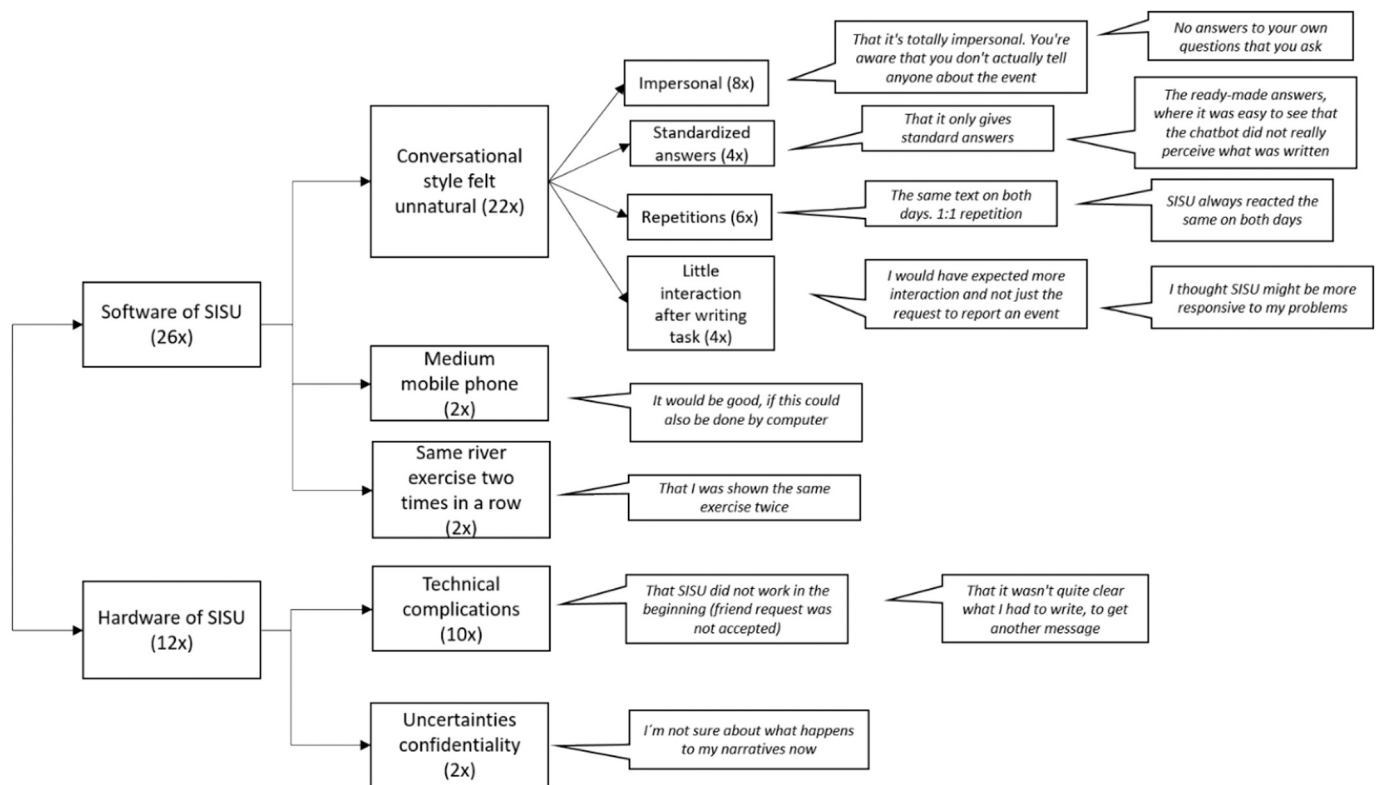 Software of SISU
(26x)
Conversational
style felt
unnatural (22x)
Impersonal (8x)
That it's totally impersonal. You're
aware that you don't actually tell
anyone about the event
No answers to your own
questions that you ask
Standardized
answers (4x)
That it only gives
standard answers
The ready-made answers,
where it was easy to see that
the chatbot did not really
perceive what was written
Repetitions (6x)
The same text on both
days. 1:1 repetition
SISU always reacted the
same on both days
Little
interaction
after writing
task (4x)
I would have expected more
interaction and not just the
request to report an event
I thought SISU might be more
responsive to my problems
Medium
mobile phone
(2x)
It would be good, if this could
also be done by computer
Same river
exercise two
times in a row
(2x)
That I was shown the same
exercise twice
Hardware of SISU
(12x)
Technical
complications
(10x)
That SISU did not work in the
beginning (friend request was
not accepted)
That it wasn't quite clear
what I had to write, to get
another message
Uncertainties
confidentiality
(2x)
I´m not sure about what happens
to my narratives now